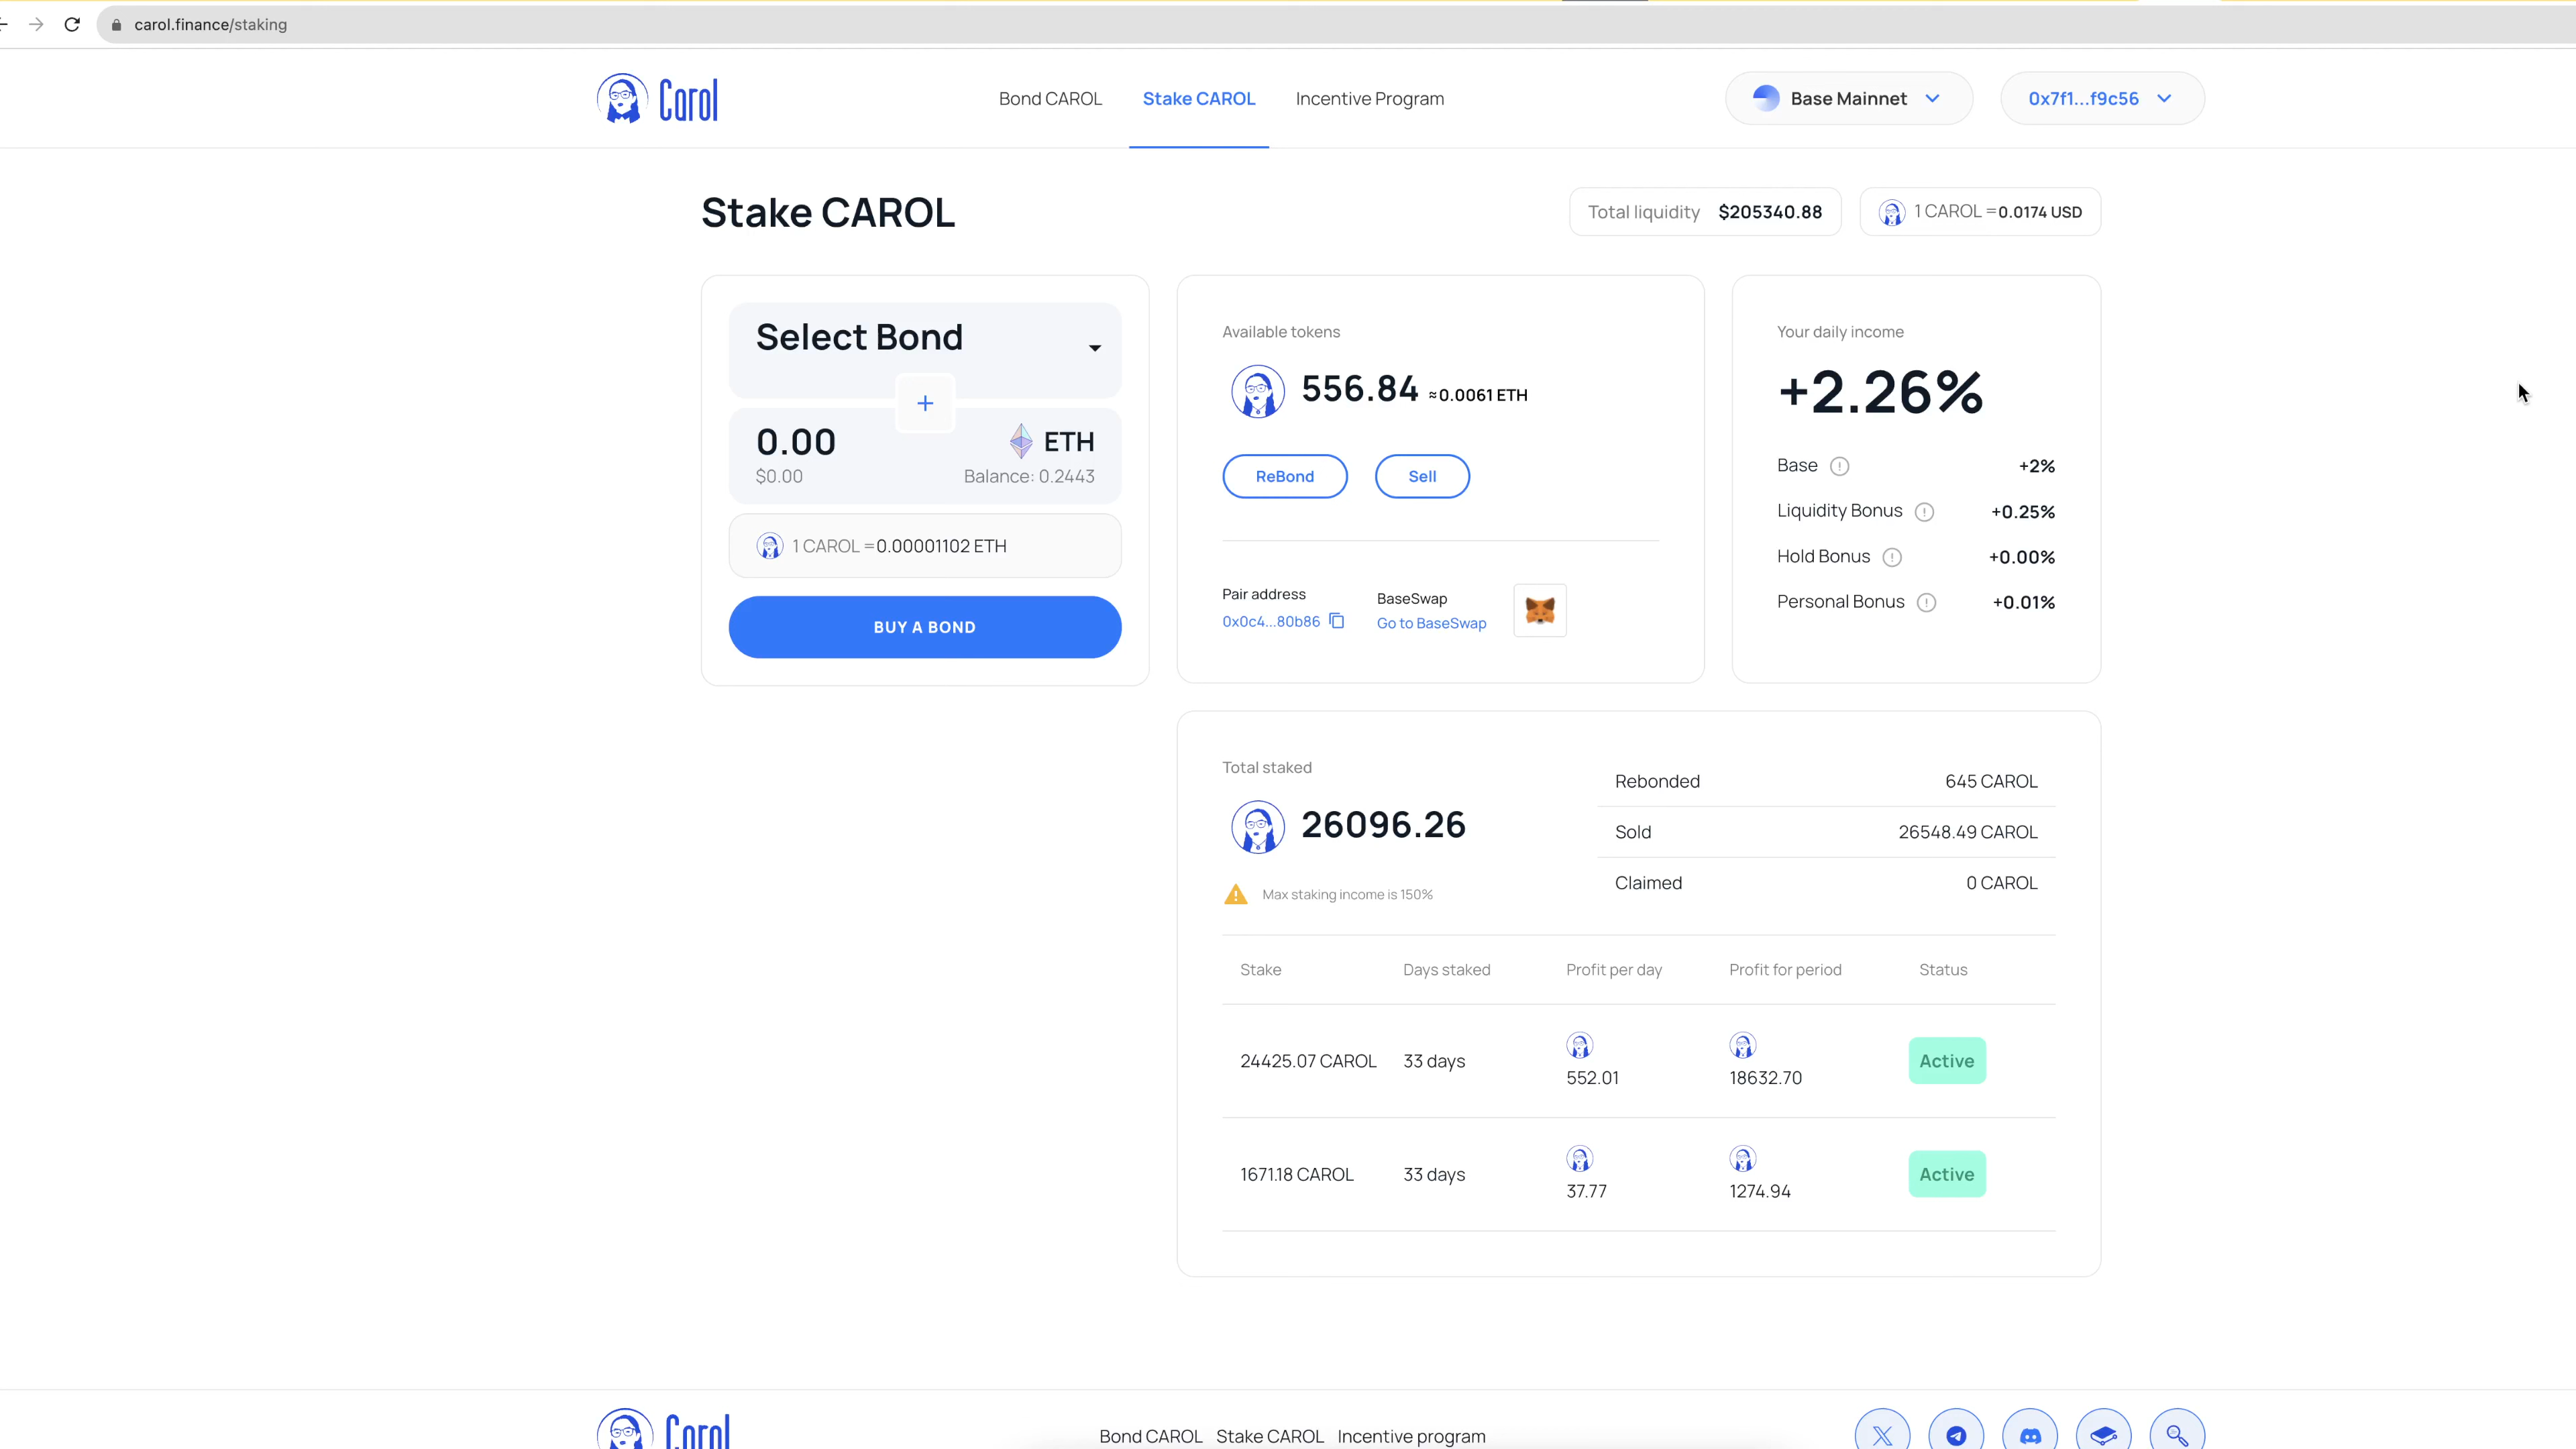 carol.finance/staking
Carol
Bond CAROL
Stake CAROL
Incentive Program
Base Mainnet
0x7f1...f9c56
Stake CAROL
Total liquidity $205340.88
1 CAROL =0.0174 USD
Select Bond
+
0.00
ETH
$0.00
Balance: 0.2443
1 CAROL =0.00001102 ETH
BUY A BOND
Available tokens
556.84 ≈0.0061 ETH
ReBond
Sell
Pair address
0x0c4...80b86
BaseSwap
Go to BaseSwap
Your daily income
+2.26%
Base +2%
Liquidity Bonus +0.25%
Hold Bonus +0.00%
Personal Bonus +0.01%
Total staked
26096.26
Max staking income is 150%
Rebonded 645 CAROL
Sold 26548.49 CAROL
Claimed 0 CAROL
Stake Days staked Profit per day Profit for period Status
24425.07 CAROL 33 days 552.01 18632.70 Active
1671.18 CAROL 33 days 37.77 1274.94 Active
Carol
Bond CAROL Stake CAROL Incentive program